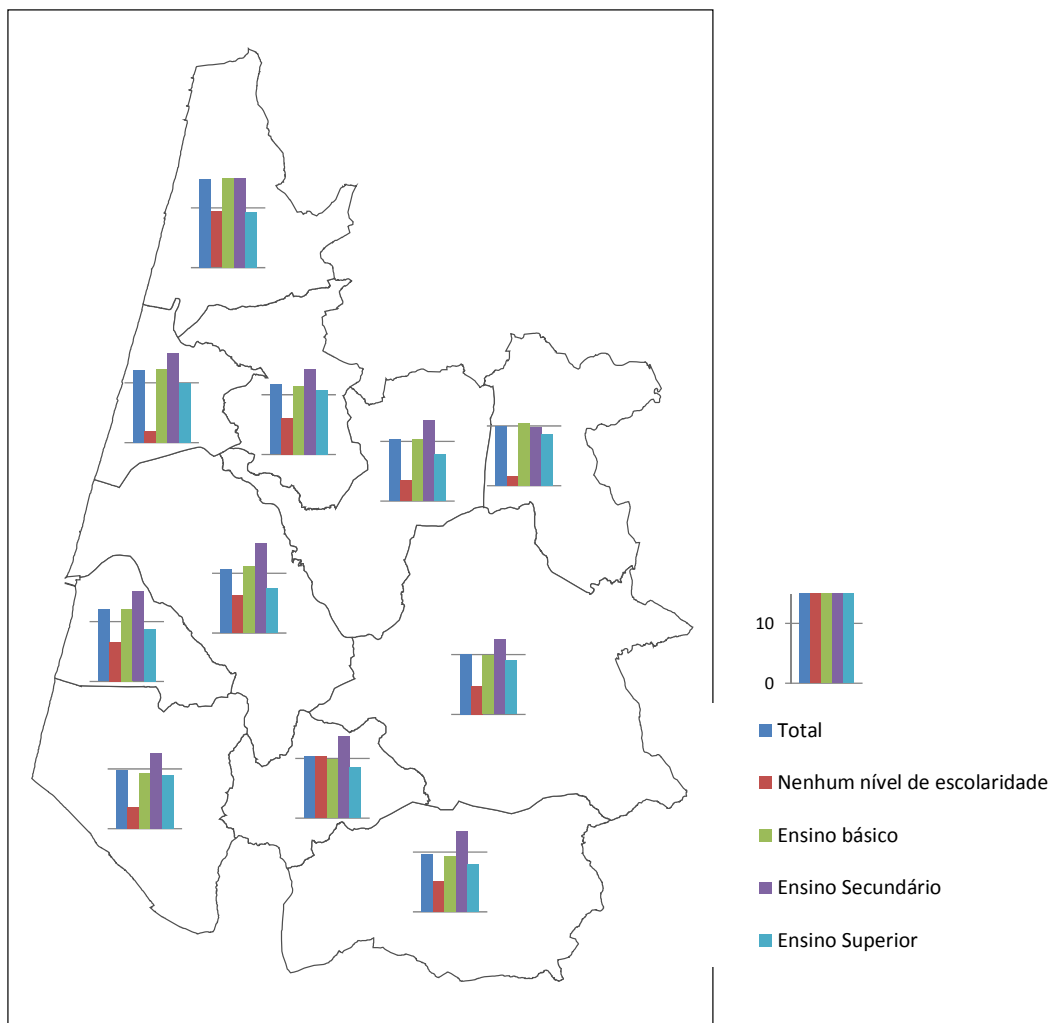 10
0
Total
Nenhum nível de escolaridade
Ensino básico
Ensino Secundário
Ensino Superior